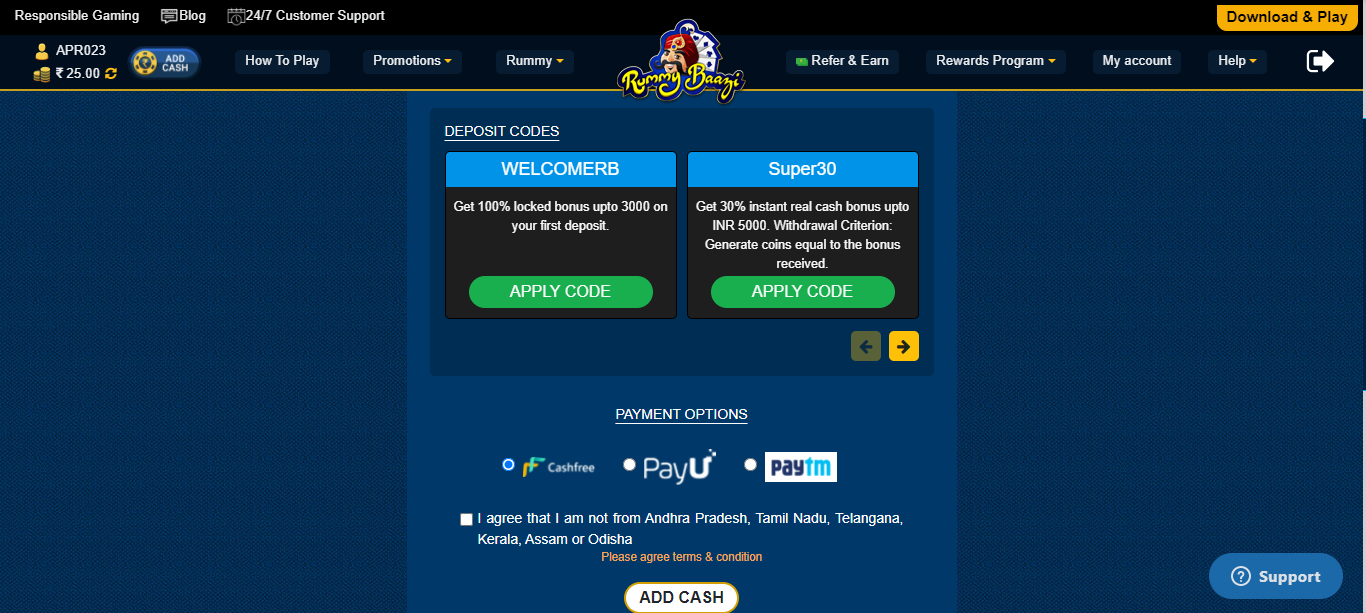 Responsible Gaming
Blog
24/7 Customer Support
Download & Play
APR023
₹ 25.00
ADD
CASH
How To Play
Promotions
Rummy
Rummy Baazi
Refer & Earn
Rewards Program
My account
Help
DEPOSIT CODES
WELCOMERB
Get 100% locked bonus upto 3000 on
your first deposit.
APPLY CODE
Super30
Get 30% instant real cash bonus upto
INR 5000. Withdrawal Criterion:
Generate coins equal to the bonus
received.
APPLY CODE
PAYMENT OPTIONS
Cashfree
PayU
paytm
I agree that I am not from Andhra Pradesh, Tamil Nadu, Telangana,
Kerala, Assam or Odisha
Please agree terms & condition
ADD CASH
? Support